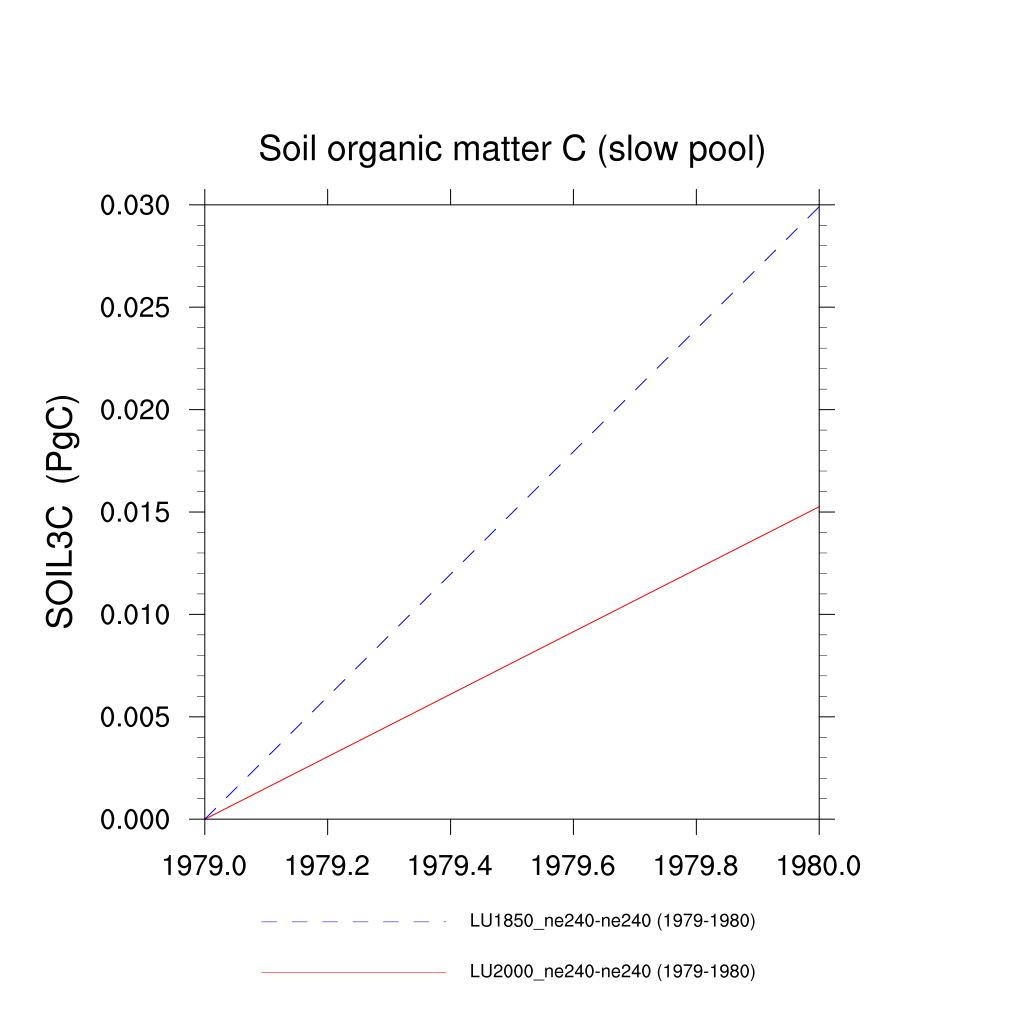 Soil organic matter C (slow pool)
SOIL3C (PgC)
0.030
0.025
0.020
0.015
0.010
0.005
0.000
1979.0 1979.2 1979.4 1979.6 1979.8 1980.0
LU1850_ne240-ne240 (1979-1980)
LU2000_ne240-ne240 (1979-1980)